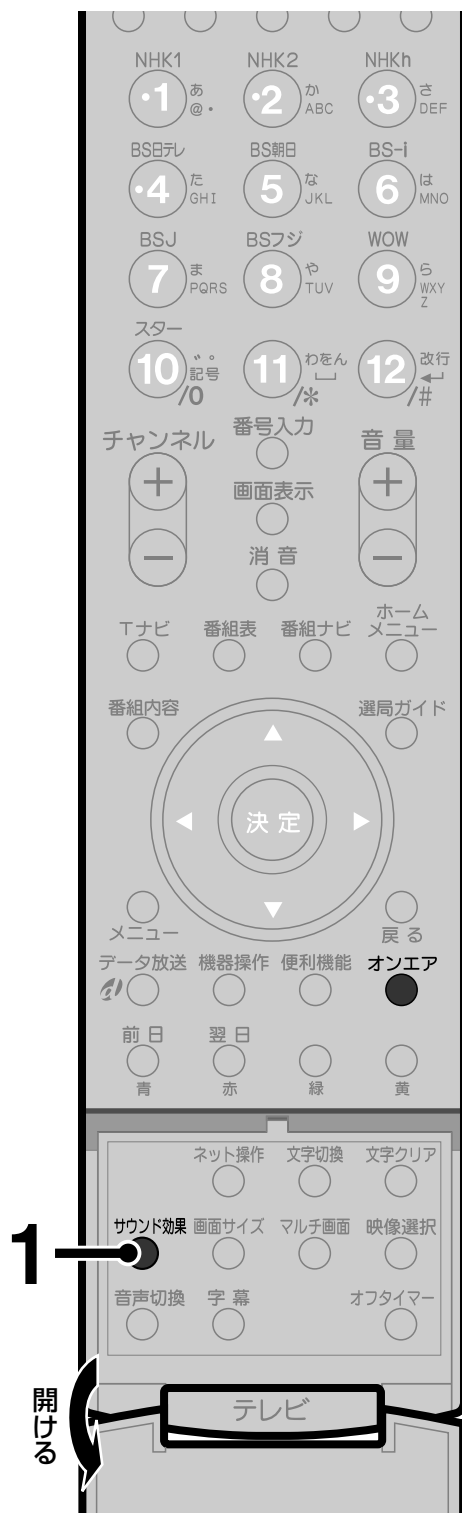 NHK1 NHK2 NHKh
・1 あ @・ ・2 か ABC ・3 さ DEF
BS日テレ BS朝日 BS-i
・4 た GHI 5 な JKL 6 は MNO
BSJ BSフジ WOW
7 ま PQRS 8 や TUV 9 ら WXYZ
スター
10/0 ゛゜ 記号 11/＊ わをん 12/# 改行
チャンネル 番号入力 音量
+ 画面表示 +
− 消音 −
Tナビ 番組表 番組ナビ ホームメニュー
番組内容 選局ガイド
決定
メニュー 戻る
データ放送 機器操作 便利機能 オンエア
d
前日 翌日
青 赤 緑 黄
ネット操作 文字切換 文字クリア
1 サウンド効果 画面サイズ マルチ画面 映像選択
音声切換 字幕 オフタイマー
開ける
テレビ